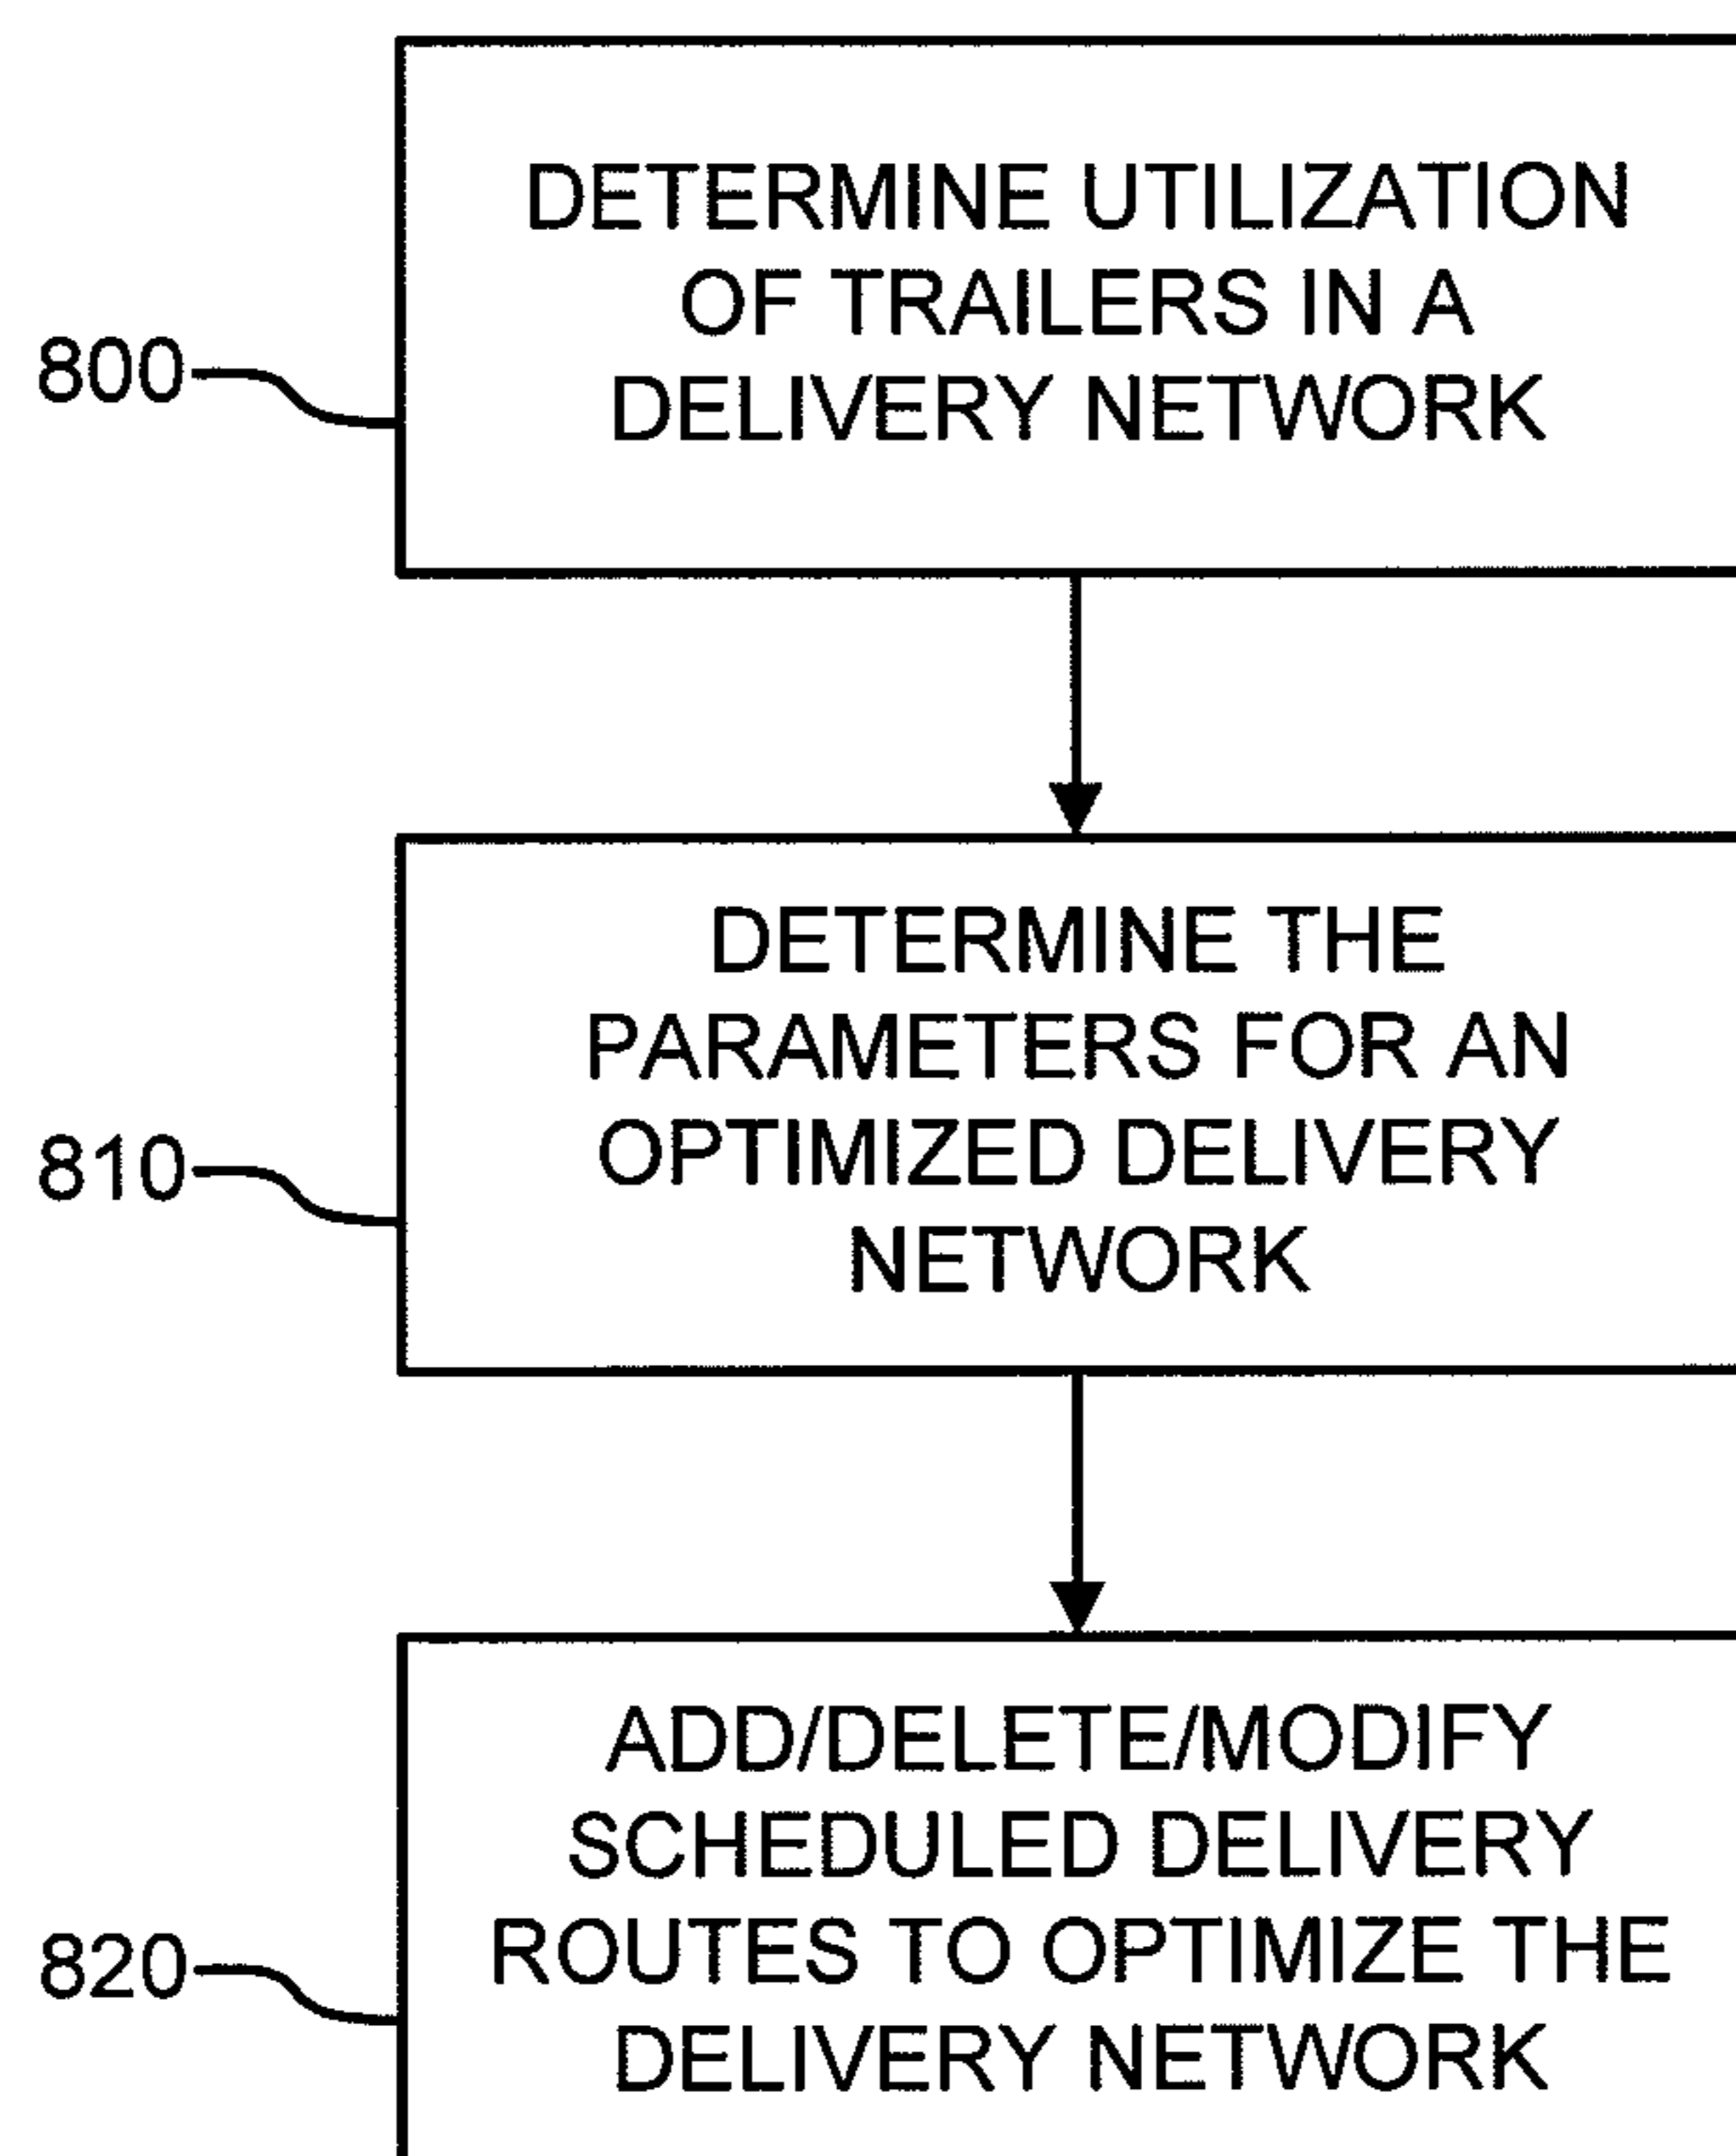 DETERMINE UTILIZATION
OF TRAILERS IN A
DELIVERY NETWORK
800
DETERMINE THE
PARAMETERS FOR AN
OPTIMIZED DELIVERY
NETWORK
810
ADD/DELETE/MODIFY
SCHEDULED DELIVERY
ROUTES TO OPTIMIZE THE
DELIVERY NETWORK
820